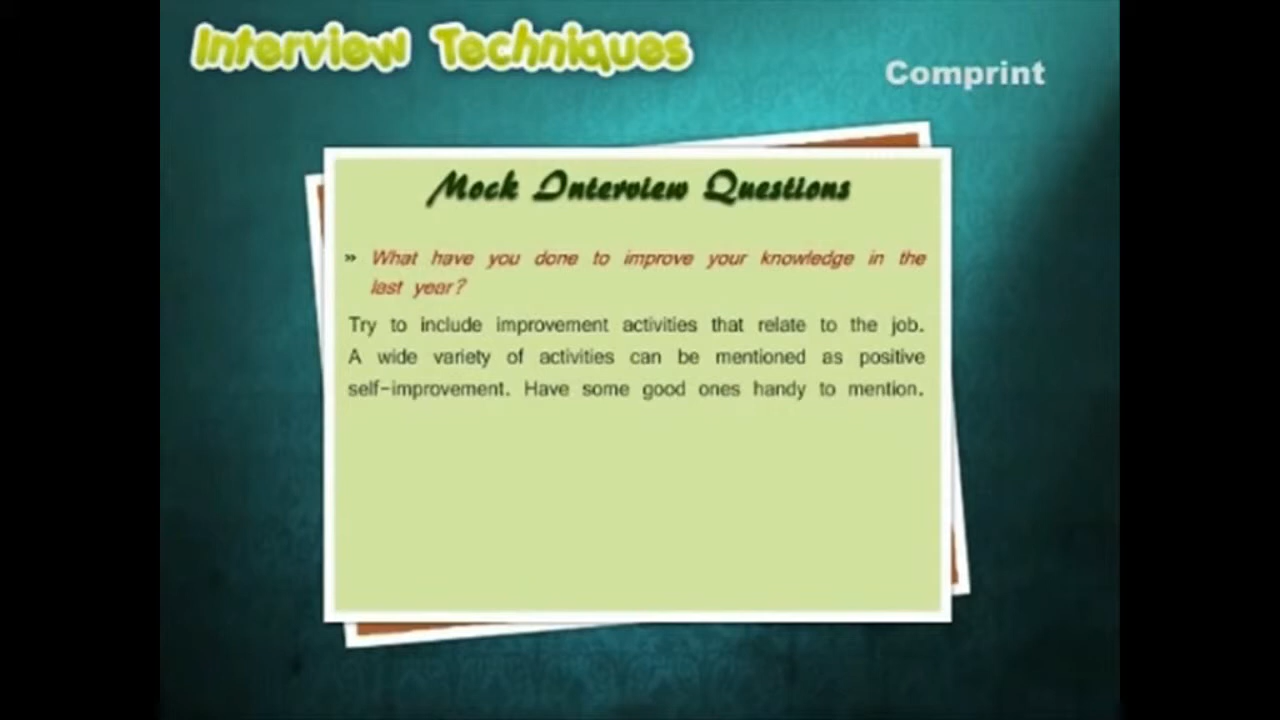 Interview Techniques
Comprint
Mock Interview Questions
» What have you done to improve your knowledge in the
last year?
Try to include improvement activities that relate to the job.
A wide variety of activities can be mentioned as positive
self-improvement. Have some good ones handy to mention.